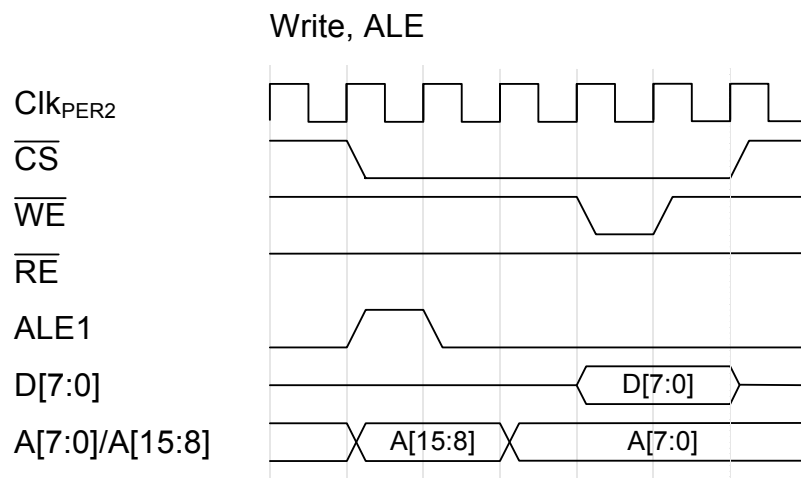 Write, ALE
ClkPER2
CS
WE
RE
ALE1
D[7:0] D[7:0]
A[7:0]/A[15:8] A[15:8] A[7:0]